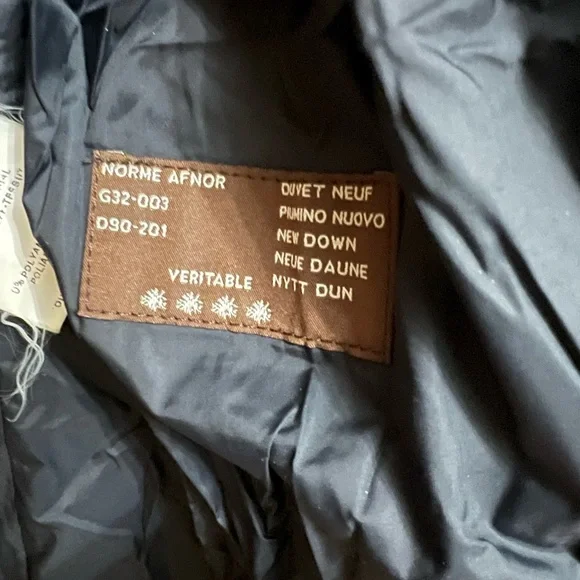 NORME AFNOR
G32-003
D90-201
VERITABLE
DUVET NEUF
PIUMINO NUOVO
NEW DOWN
NEUE DAUNE
NYTT DUN